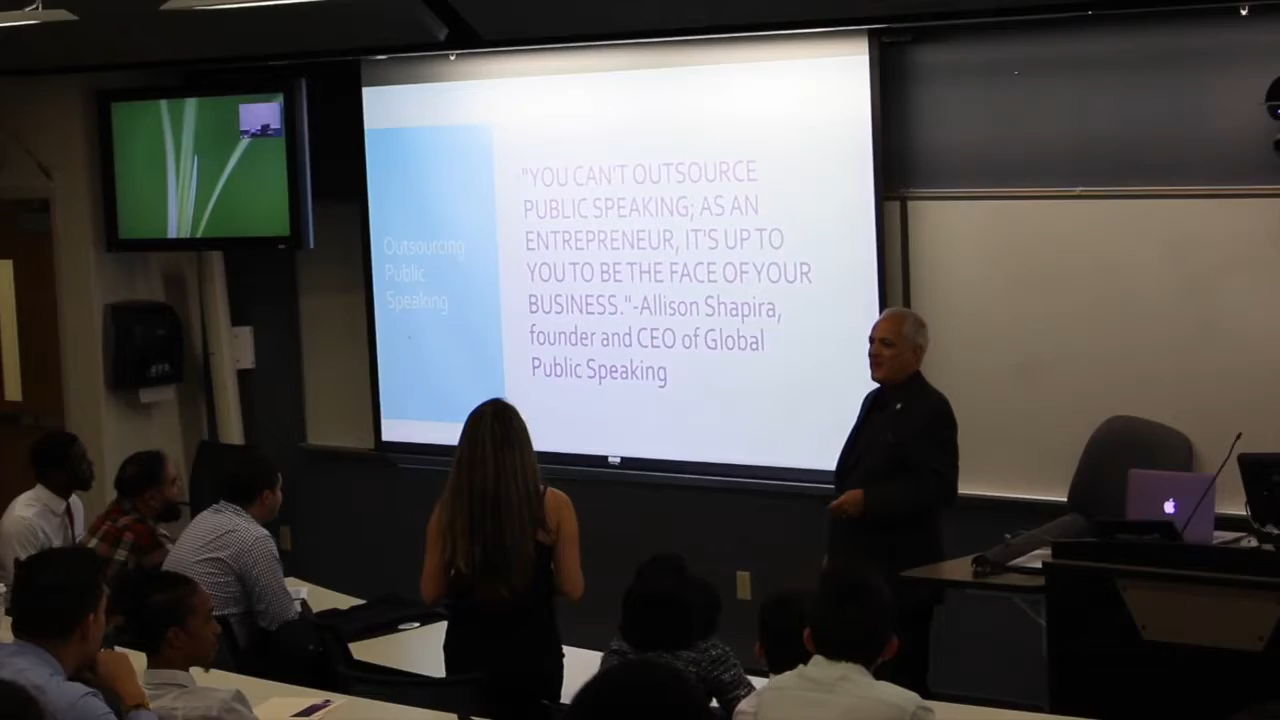 Outsourcing
Public
Speaking
"YOU CAN'T OUTSOURCE
PUBLIC SPEAKING; AS AN
ENTREPRENEUR, IT'S UP TO
YOU TO BE THE FACE OF YOUR
BUSINESS."-Allison Shapira,
founder and CEO of Global
Public Speaking